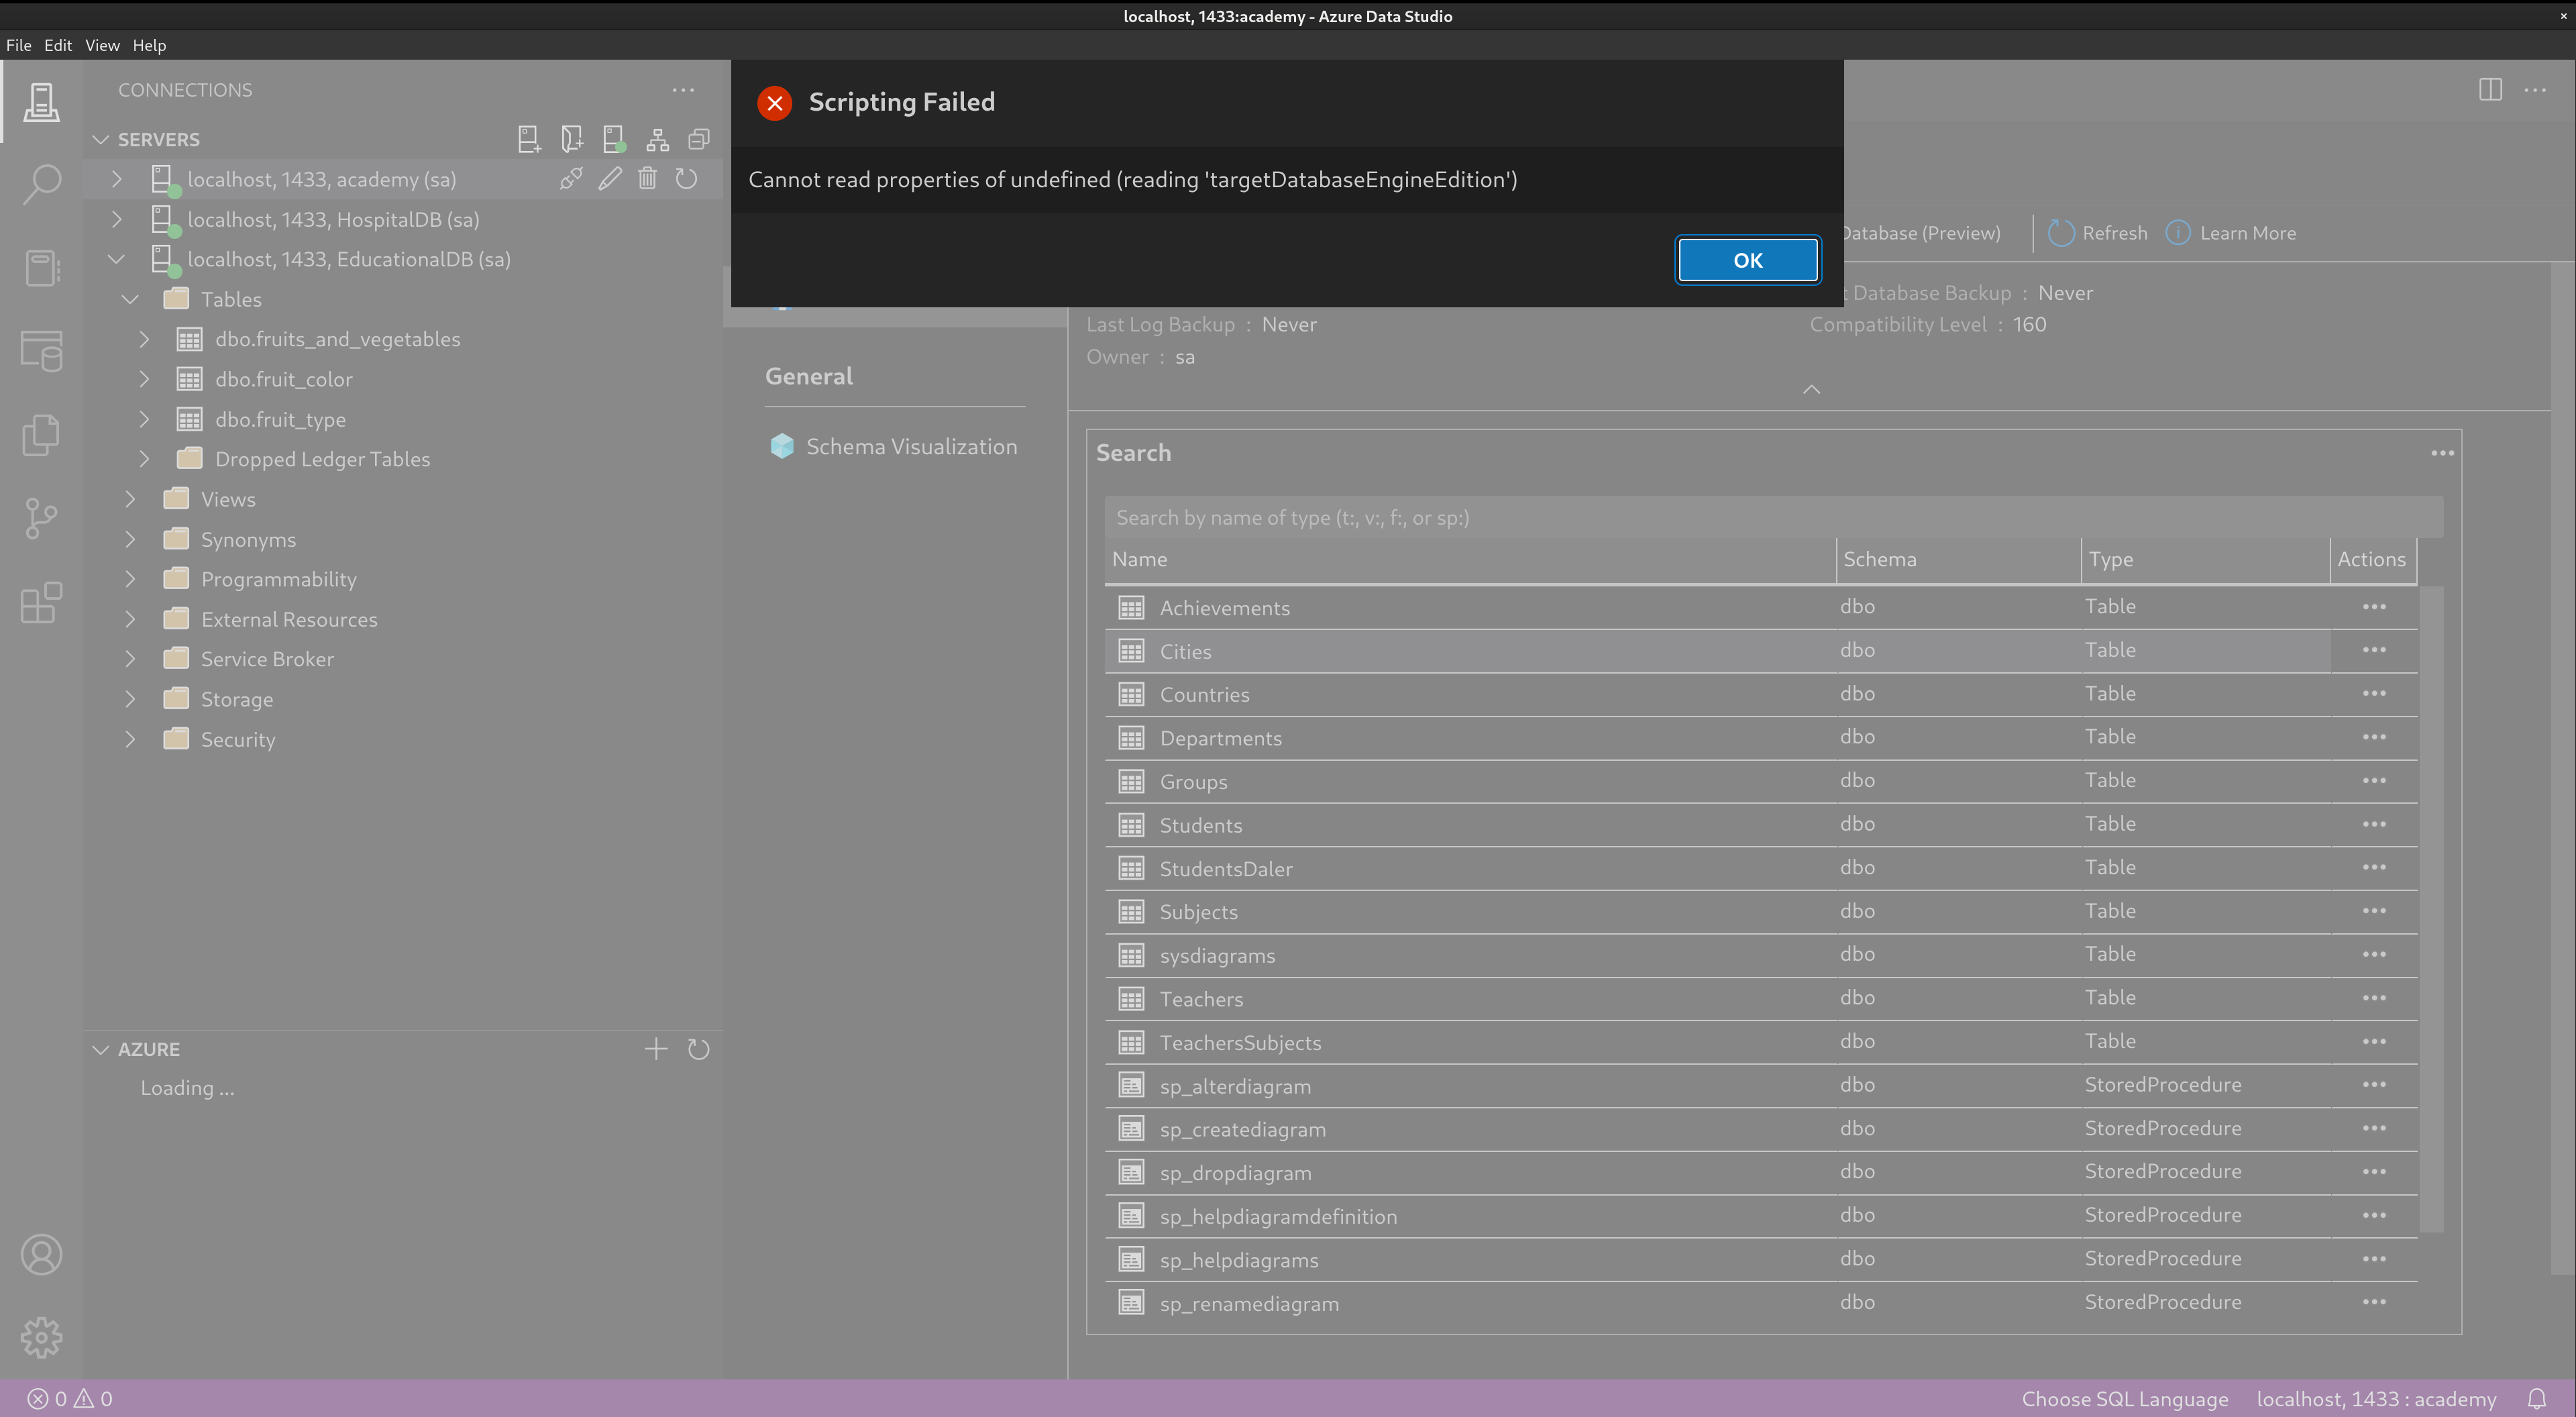 localhost, 1433:academy - Azure Data Studio
File Edit View Help
CONNECTIONS
SERVERS
localhost, 1433, academy (sa)
localhost, 1433, HospitalDB (sa)
localhost, 1433, EducationalDB (sa)
Tables
dbo.fruits_and_vegetables
dbo.fruit_color
dbo.fruit_type
Dropped Ledger Tables
Views
Synonyms
Programmability
External Resources
Service Broker
Storage
Security
AZURE
Loading ...
Scripting Failed
Cannot read properties of undefined (reading 'targetDatabaseEngineEdition')
OK
Database (Preview) Refresh Learn More
Database Backup : Never
Last Log Backup : Never Compatibility Level : 160
Owner : sa
General
Schema Visualization
Search
Search by name of type (t:, v:, f:, or sp:)
Name Schema Type Actions
Achievements dbo Table
Cities dbo Table
Countries dbo Table
Departments dbo Table
Groups dbo Table
Students dbo Table
StudentsDaler dbo Table
Subjects dbo Table
sysdiagrams dbo Table
Teachers dbo Table
TeachersSubjects dbo Table
sp_alterdiagram dbo StoredProcedure
sp_creatediagram dbo StoredProcedure
sp_dropdiagram dbo StoredProcedure
sp_helpdiagramdefinition dbo StoredProcedure
sp_helpdiagrams dbo StoredProcedure
sp_renamediagram dbo StoredProcedure
0 0 Choose SQL Language localhost, 1433 : academy